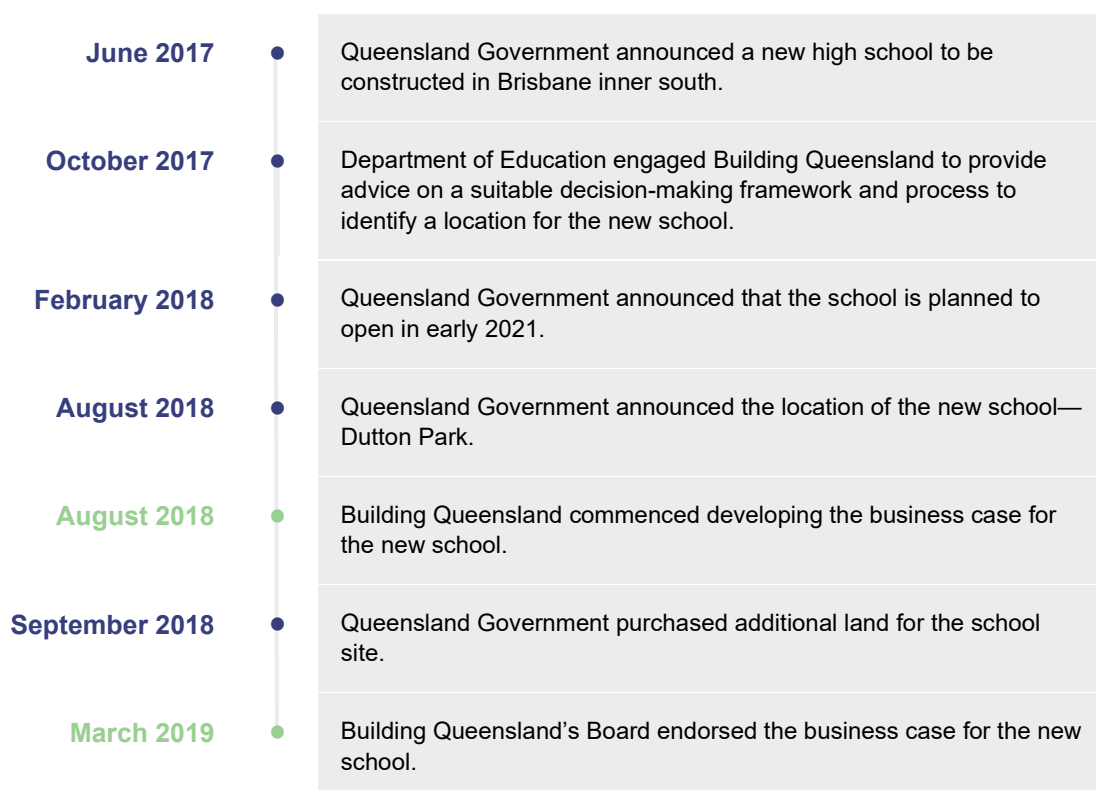 June 2017
Queensland Government announced a new high school to be
constructed in Brisbane inner south.
October 2017
Department of Education engaged Building Queensland to provide
advice on a suitable decision-making framework and process to
identify a location for the new school.
February 2018
Queensland Government announced that the school is planned to
open in early 2021.
August 2018
Queensland Government announced the location of the new school—
Dutton Park.
August 2018
Building Queensland commenced developing the business case for
the new school.
September 2018
Queensland Government purchased additional land for the school
site.
March 2019
Building Queensland’s Board endorsed the business case for the new
school.